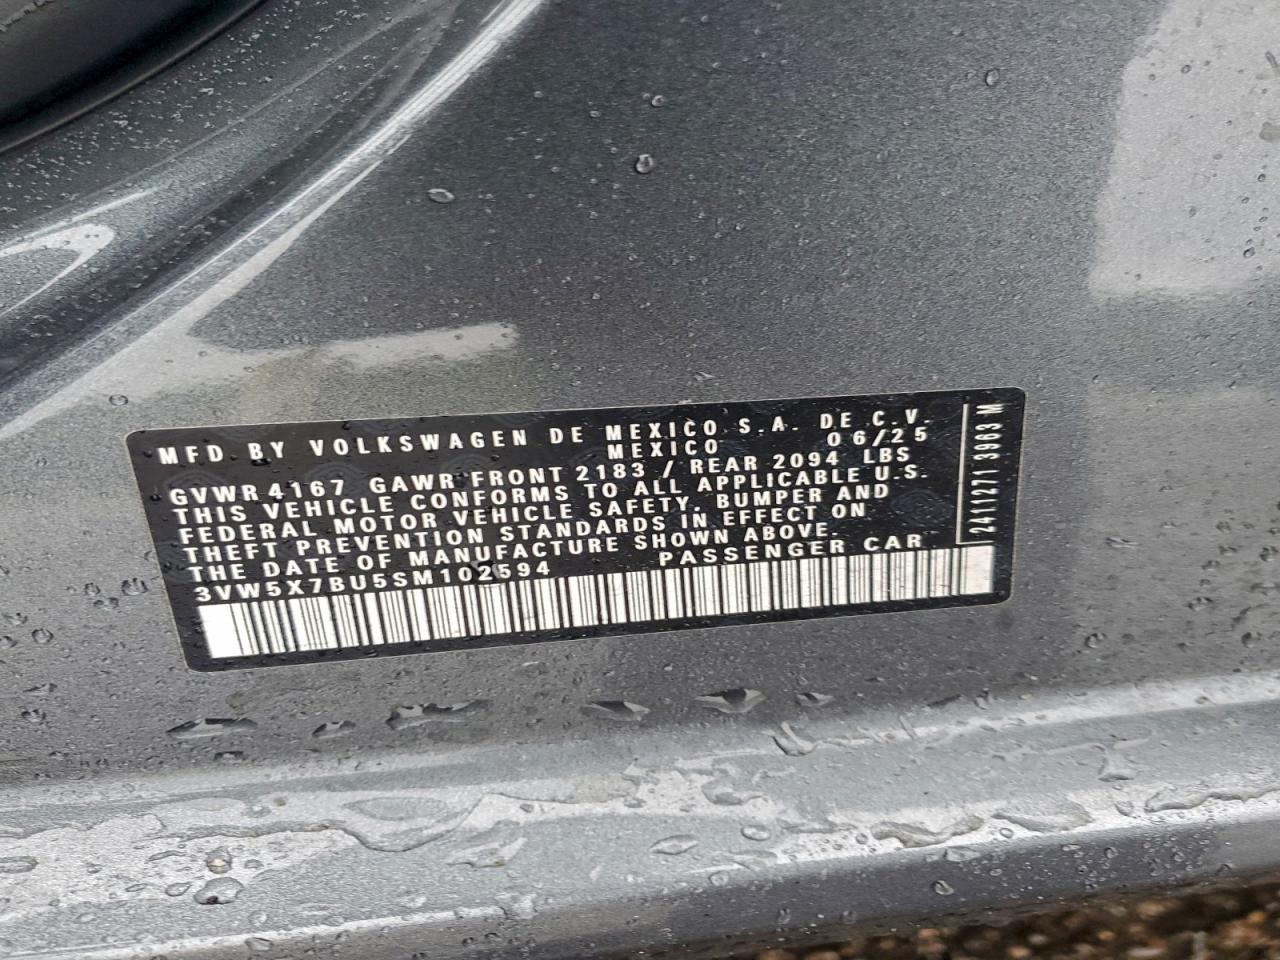 MFD BY VOLKSWAGEN DE MEXICO S.A. DE C.V.
MEXICO 06/25
GVWR 4167 GAWR FRONT 2183 / REAR 2094 LBS
THIS VEHICLE CONFORMS TO ALL APPLICABLE U.S.
FEDERAL MOTOR VEHICLE SAFETY, BUMPER AND
THEFT PREVENTION STANDARDS IN EFFECT ON
THE DATE OF MANUFACTURE SHOWN ABOVE.
3VW5X7BU5SM102594 PASSENGER CAR
2411271 3963 M